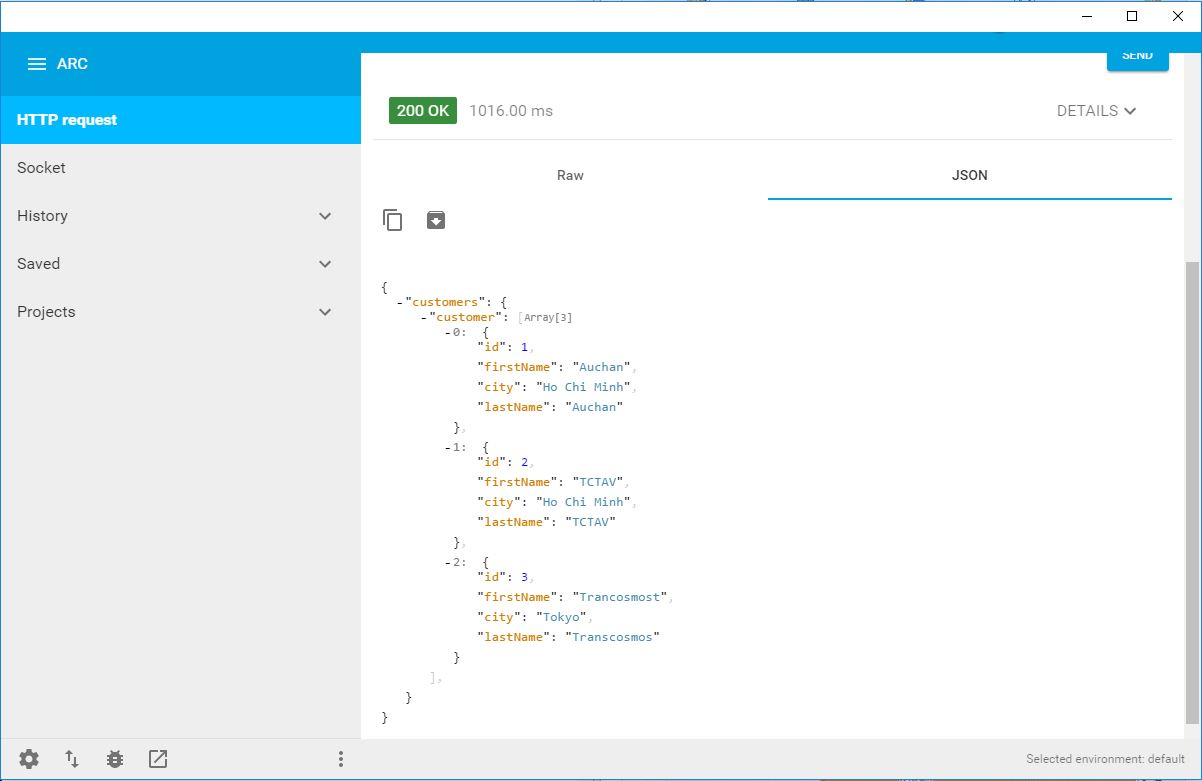 SEND
ARC
200 OK 1016.00 ms DETAILS
HTTP request
Socket
History
Saved
Projects
Raw JSON
{
-"customers": {
-"customer": [Array[3]
-0: {
"id": 1,
"firstName": "Auchan",
"city": "Ho Chi Minh",
"lastName": "Auchan"
},
-1: {
"id": 2,
"firstName": "TCTAV",
"city": "Ho Chi Minh",
"lastName": "TCTAV"
},
-2: {
"id": 3,
"firstName": "Trancosmost",
"city": "Tokyo",
"lastName": "Transcosmos"
}
],
}
}
Selected environment: default